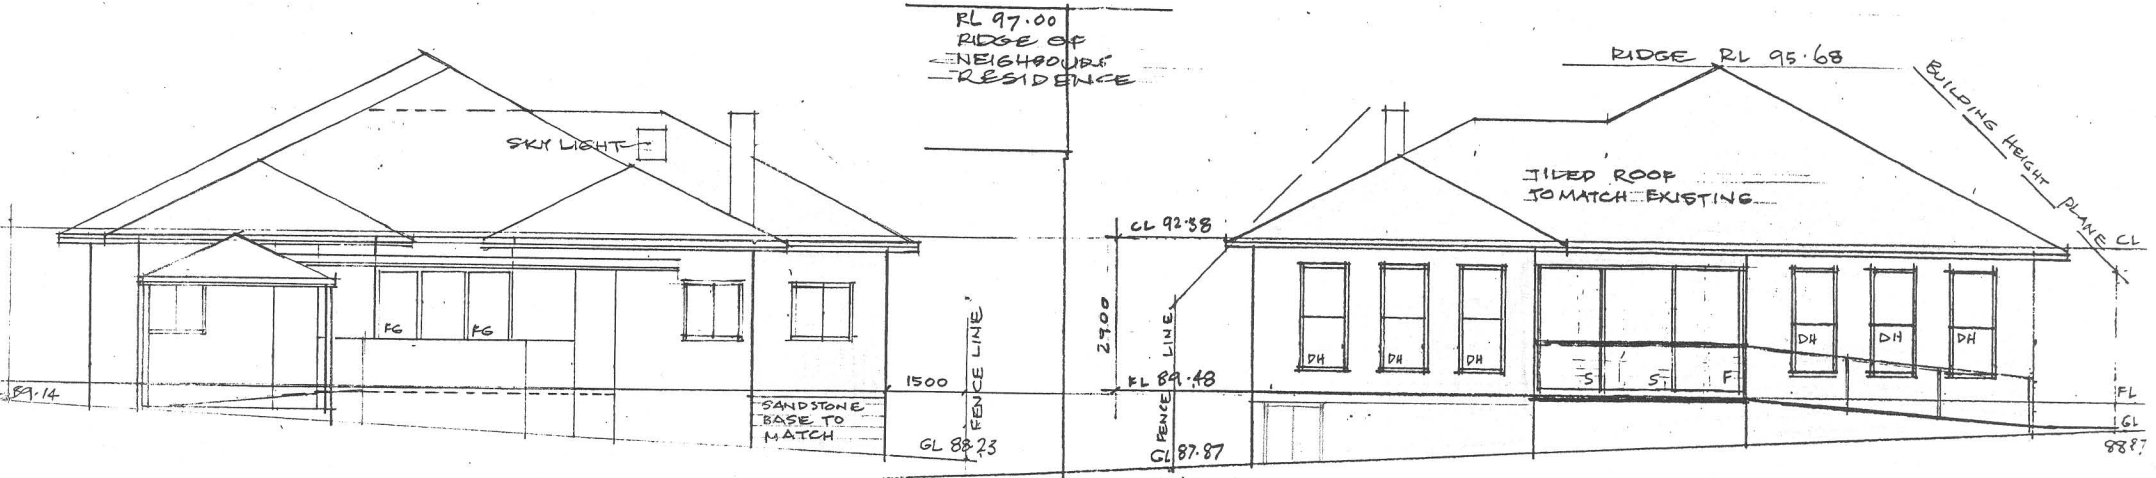 RL 97.00
RIDGE OF
NEIGHBOURS
RESIDENCE
SKY LIGHT
FG
FG
89.14
1500
SANDSTONE
BASE TO
MATCH
GL 88.23
FENCE LINE
RIDGE RL 95.68
BUILDING HEIGHT PLANE
TILED ROOF
TO MATCH EXISTING
CL 92.38
CL
2900
FL 89.48
FENCE LINE
GL 87.87
DH
DH
DH
S
S
F
DH
DH
DH
FL
GL